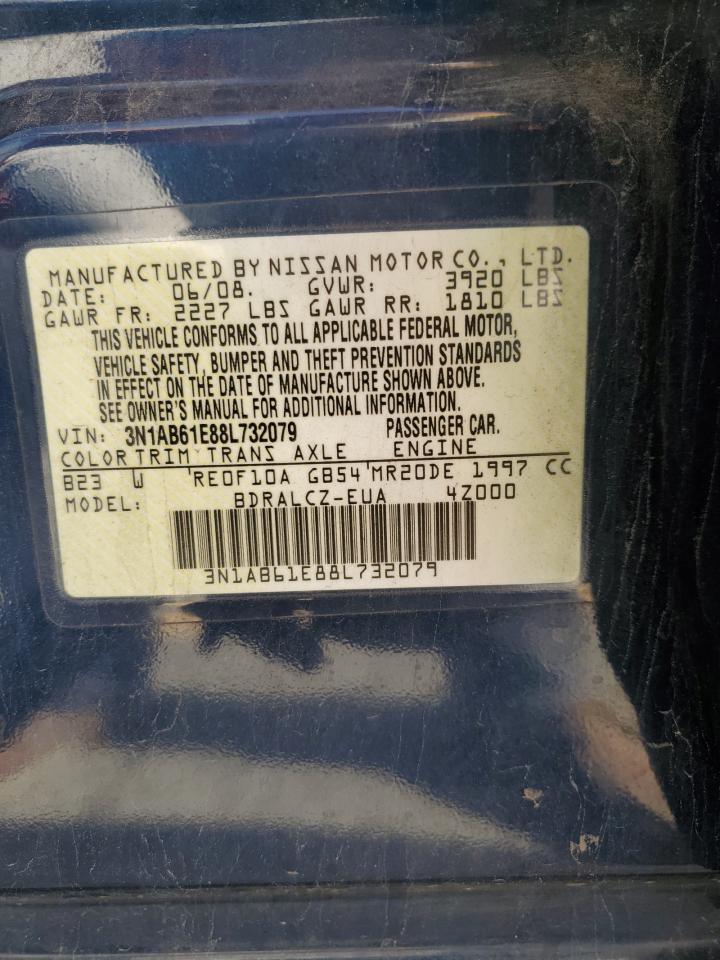 MANUFACTURED BY NISSAN MOTOR CO., LTD.
DATE: 06/08. GVWR: 3920 LBS
GAWR FR: 2227 LBS GAWR RR: 1810 LBS
THIS VEHICLE CONFORMS TO ALL APPLICABLE FEDERAL MOTOR,
VEHICLE SAFETY, BUMPER AND THEFT PREVENTION STANDARDS
IN EFFECT ON THE DATE OF MANUFACTURE SHOWN ABOVE.
SEE OWNER'S MANUAL FOR ADDITIONAL INFORMATION.
VIN: 3N1AB61E88L732079 PASSENGER CAR.
COLOR TRIM TRANS AXLE ENGINE
B23 W RE0F10A GB54 MR20DE 1997 CC
MODEL: BDRALCZ-EUA 4Z000
3N1AB61E88L732079